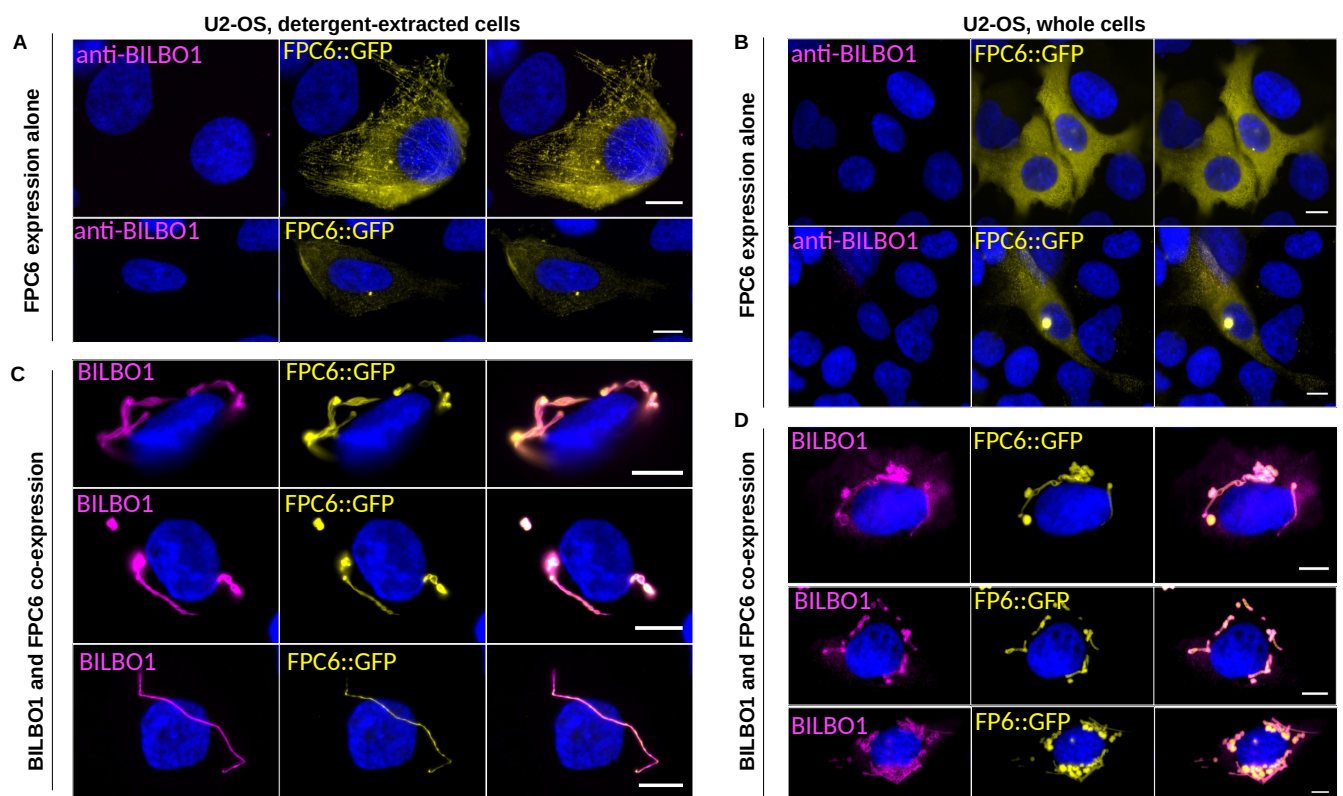 U2-OS, detergent-extracted cells
U2-OS, whole cells
A
FPC6 expression alone
anti-BILBO1
FPC6::GFP
anti-BILBO1
FPC6::GFP
B
FPC6 expression alone
anti-BILBO1
FPC6::GFP
anti-BILBO1
FPC6::GFP
C
BILBO1 and FPC6 co-expression
BILBO1
FPC6::GFP
BILBO1
FPC6::GFP
BILBO1
FPC6::GFP
D
BILBO1 and FPC6 co-expression
BILBO1
FPC6::GFP
BILBO1
FP6::GFP
BILBO1
FP6::GFP